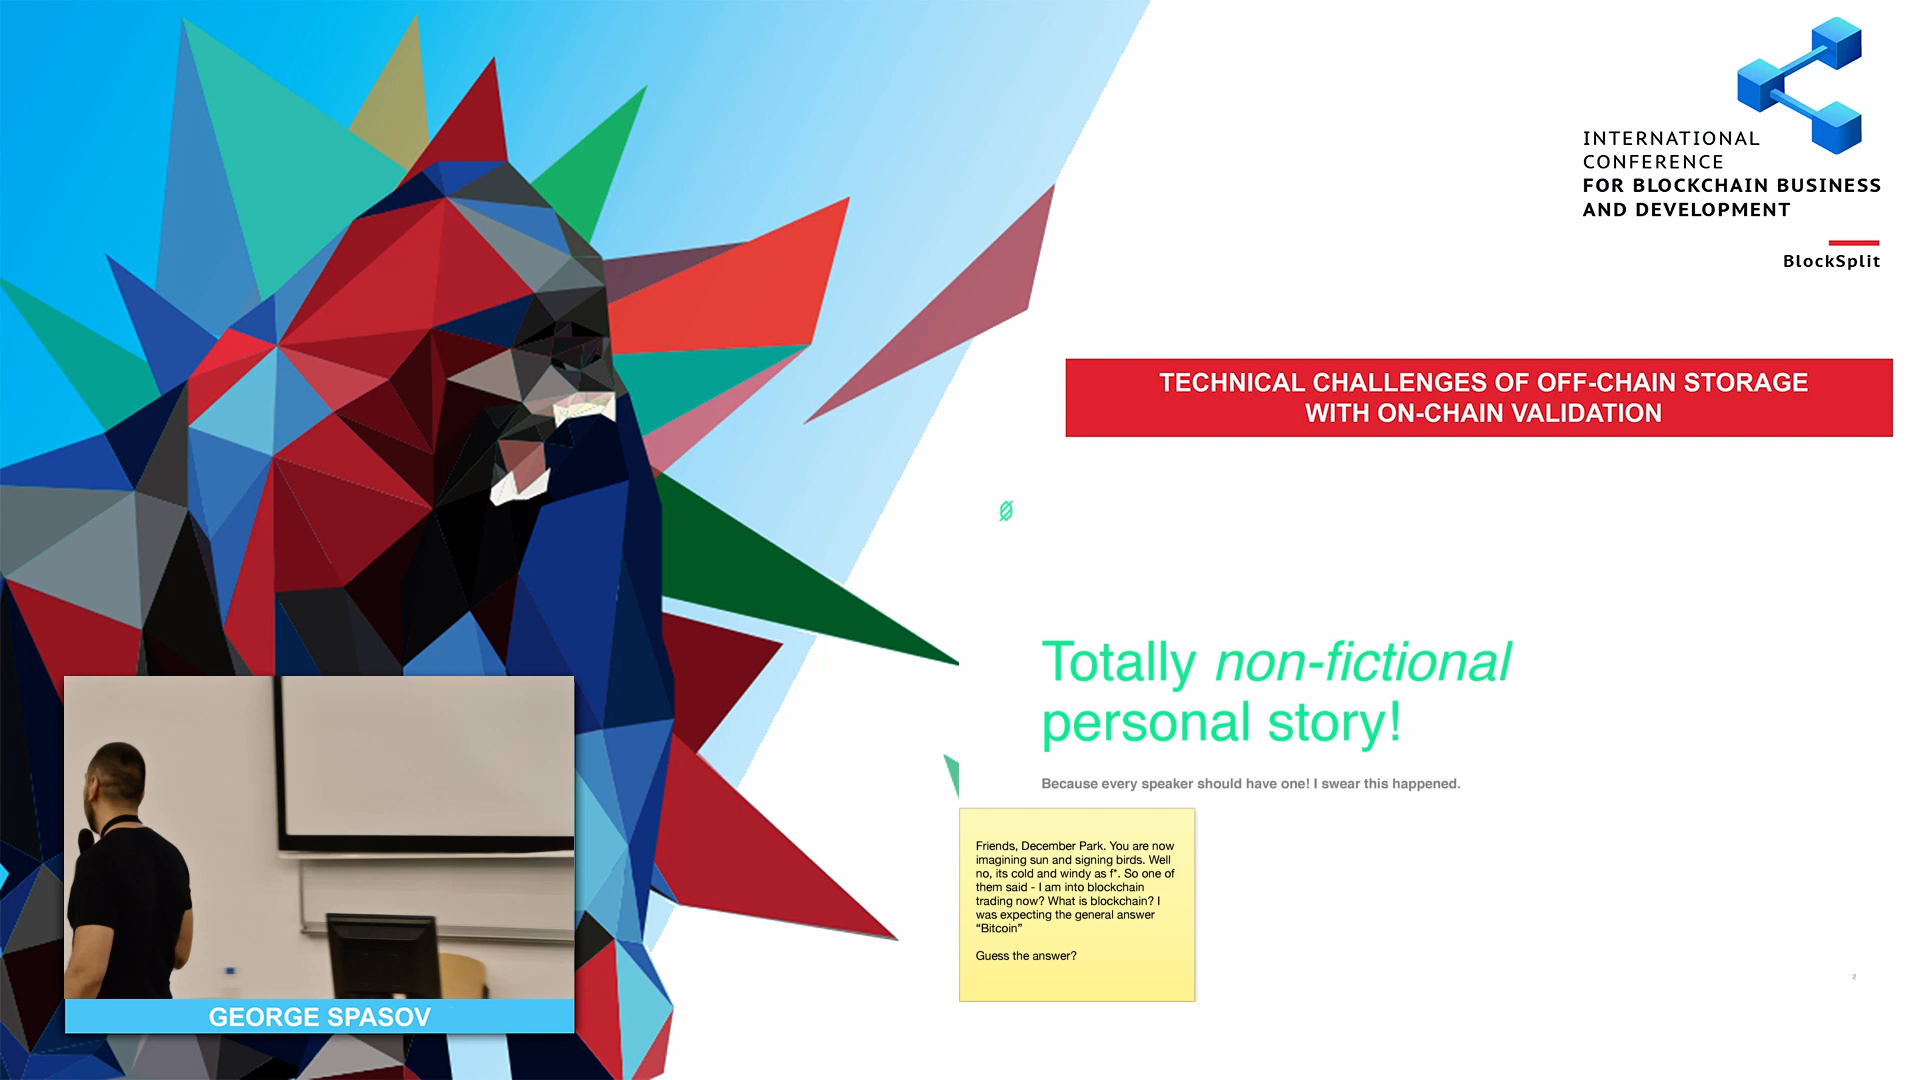 INTERNATIONAL
CONFERENCE
FOR BLOCKCHAIN BUSINESS
AND DEVELOPMENT
BlockSplit
TECHNICAL CHALLENGES OF OFF-CHAIN STORAGE
WITH ON-CHAIN VALIDATION
Totally non-fictional
personal story!
Because every speaker should have one! I swear this happened.
Friends, December Park. You are now
imagining sun and signing birds. Well
no, its cold and windy as f*. So one of
them said - I am into blockchain
trading now? What is blockchain? I
was expecting the general answer
“Bitcoin”
Guess the answer?
2
GEORGE SPASOV